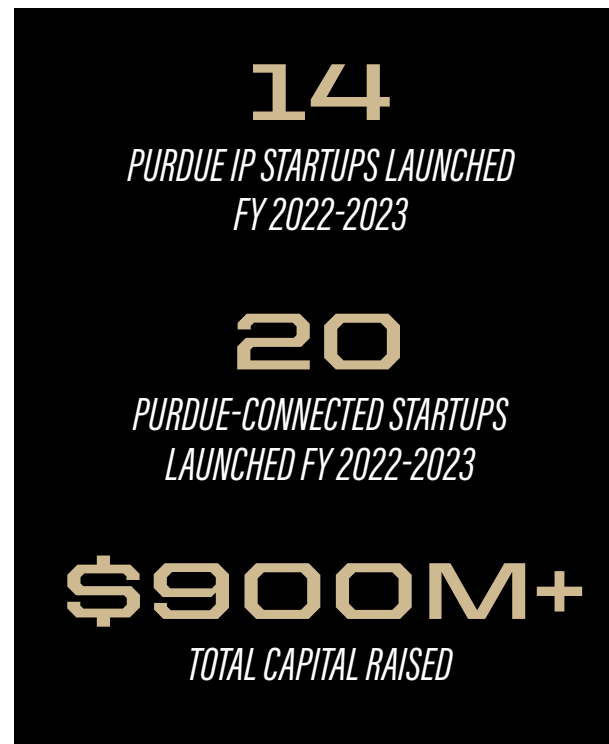 14
PURDUE IP STARTUPS LAUNCHED
FY 2022-2023
20
PURDUE-CONNECTED STARTUPS
LAUNCHED FY 2022-2023
$900M+
TOTAL CAPITAL RAISED